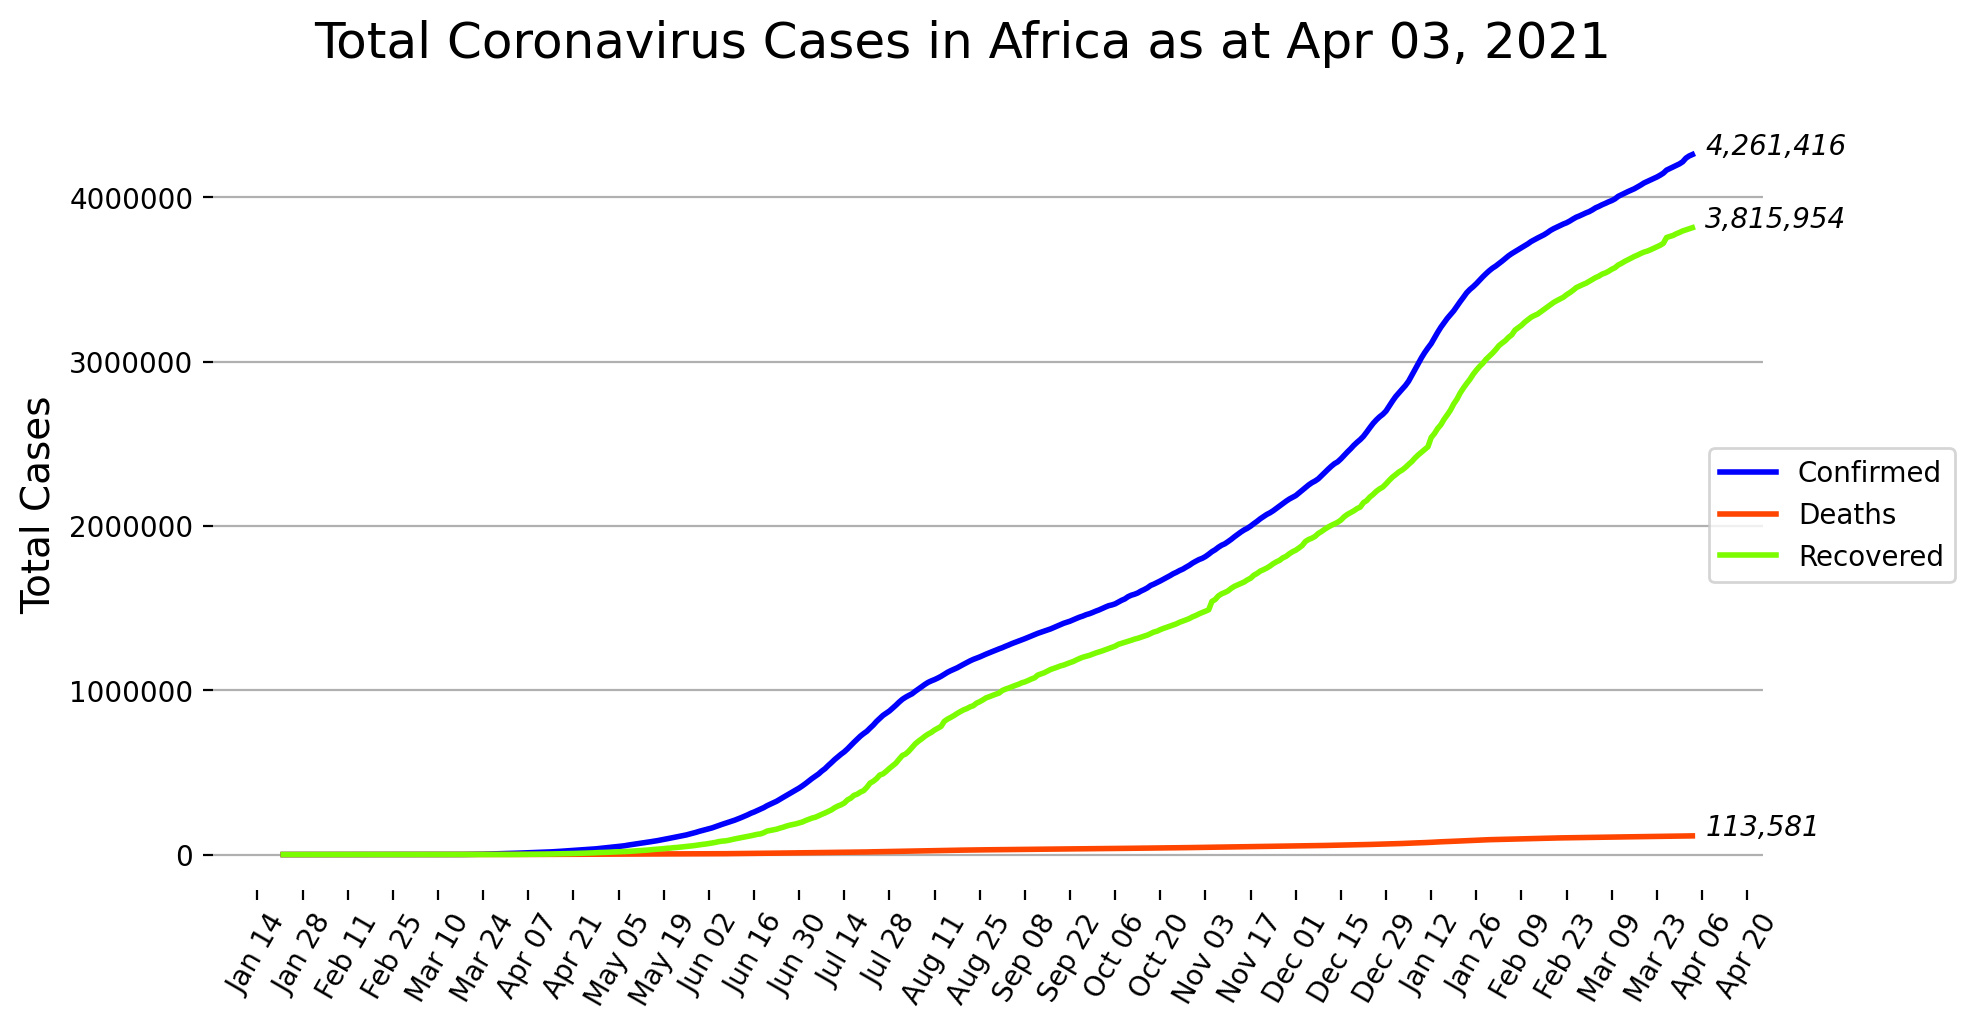 Total Coronavirus Cases in Africa as at Apr 03, 2021
4,261,416
4000000
3,815,954
3000000
Total Cases
Confirmed
2000000
Deaths
Recovered
1000000
113,581
0
Jan 14
Jan 28
Feb 11
Feb 25
Mar 10
Mar 24
Apr 07
Apr 21
May 05
May 19
Jun 02
Jun 16
Jun 30
Jul 14
Jul 28
Aug 11
Aug 25
Sep 08
Sep 22
Oct 06
Oct 20
Nov 03
Nov 17
Dec 01
Dec 15
Dec 29
Jan 12
Jan 26
Feb 09
Feb 23
Mar 09
Mar 23
Apr 06
Apr 20